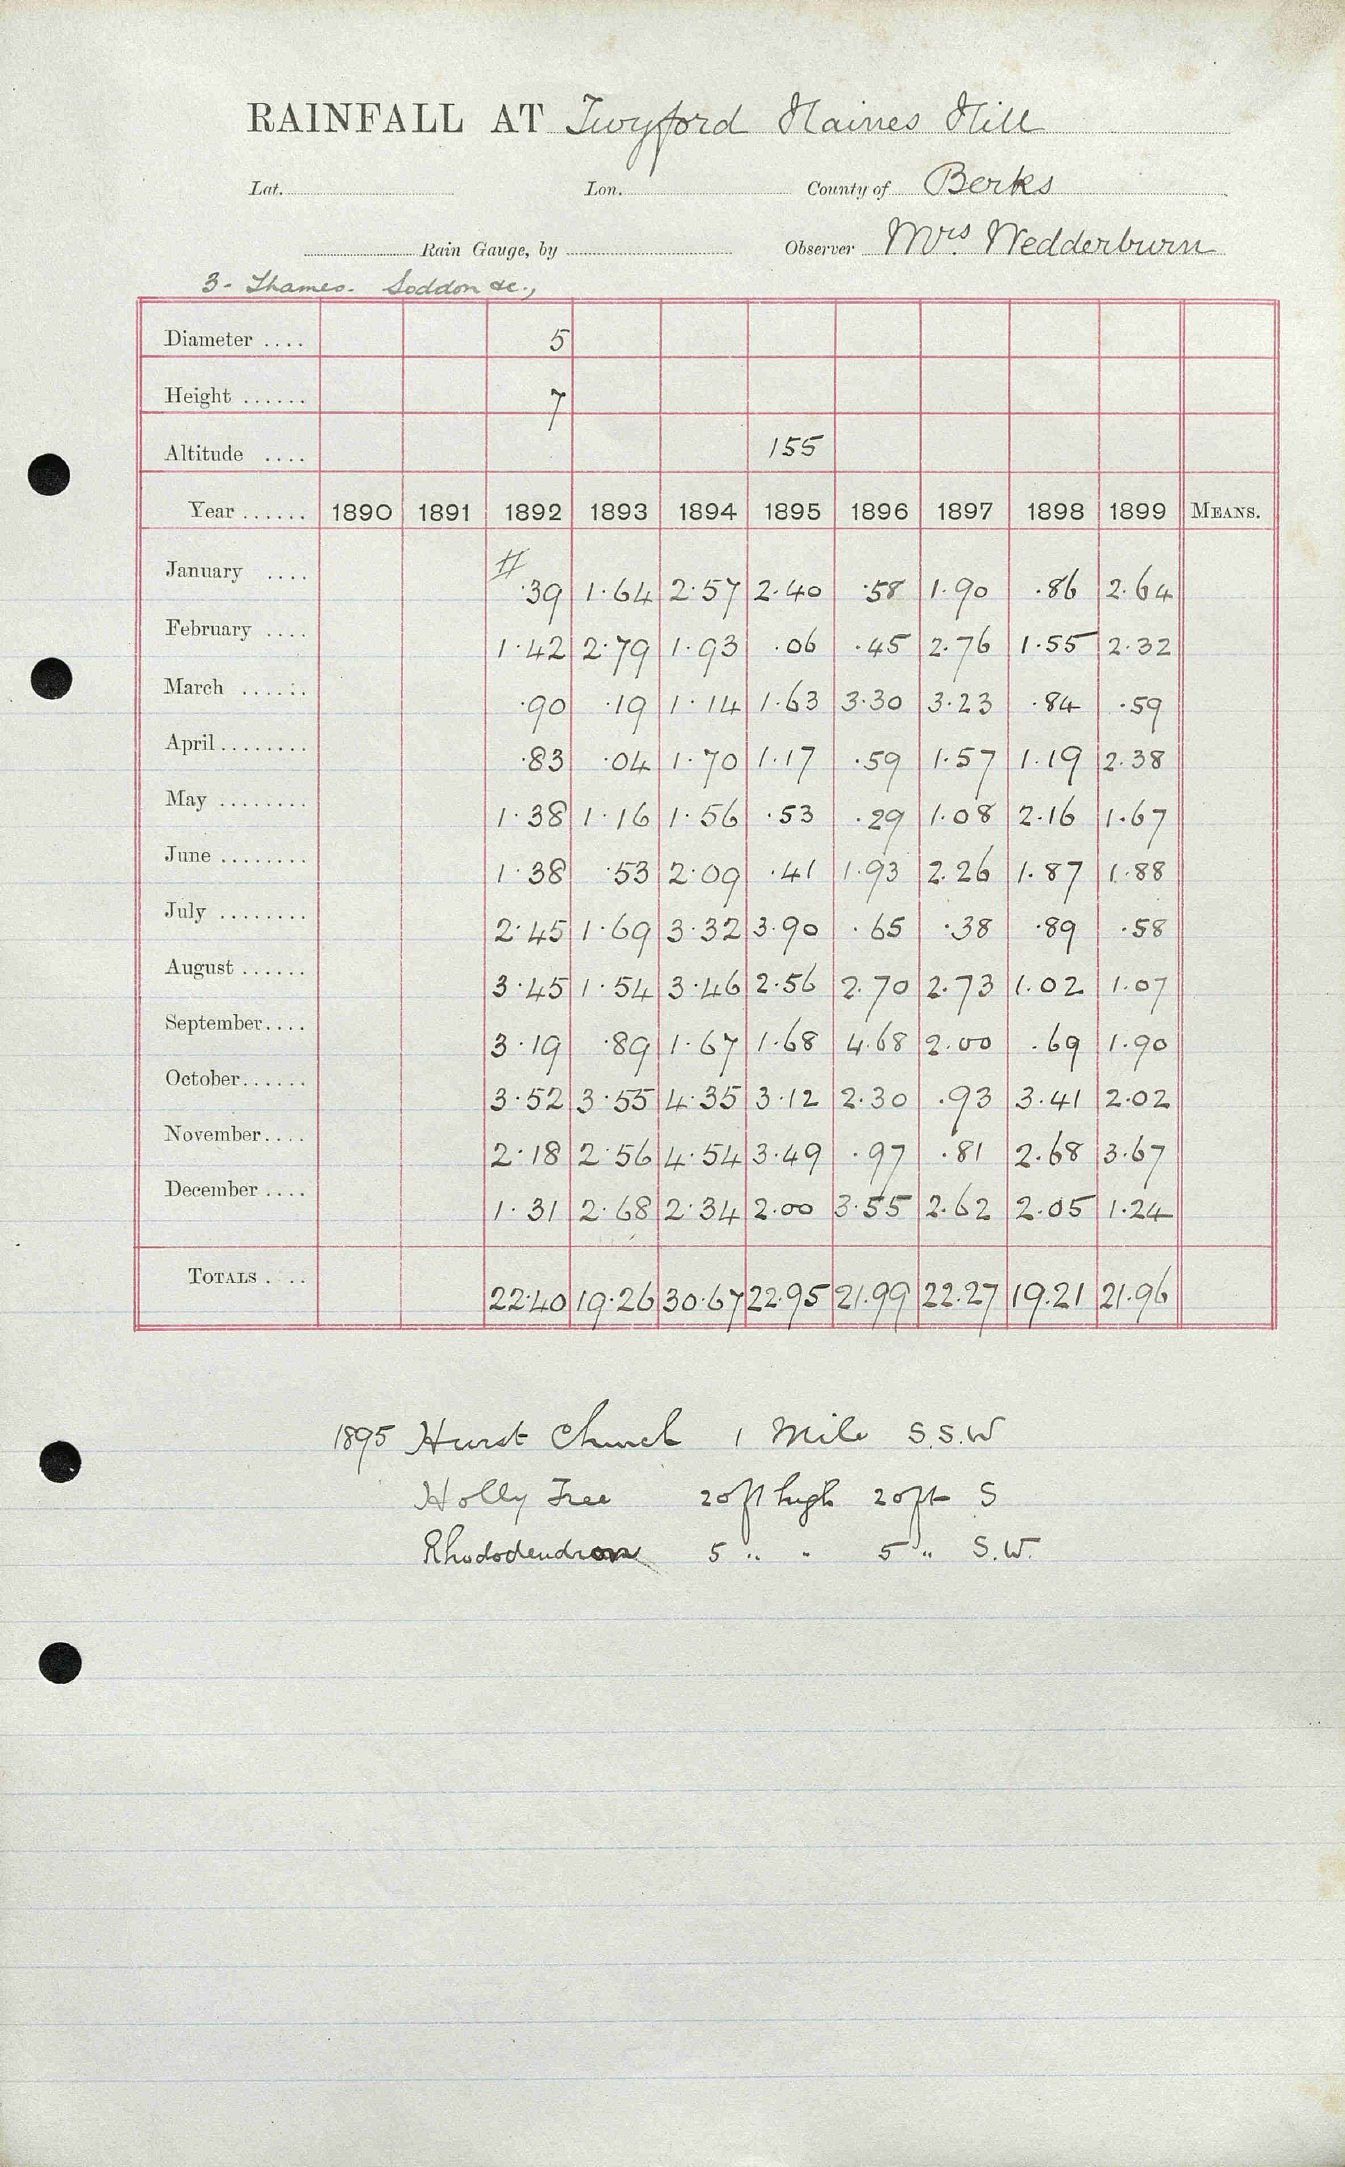 RAINFALL AT Twyford Haines Hill
Lat. Lon. County of Berks
Rain Gauge, by Observer Mrs Wedderburn
3 - Thames. Loddon &c.,
Diameter .... 5
Height ...... 7
Altitude .... 155
Year ...... 1890 1891 1892 1893 1894 1895 1896 1897 1898 1899 MEANS.
January .... # .39 1.64 2.57 2.40 .58 1.90 .86 2.64
February .... 1.42 2.79 1.93 .06 .45 2.76 1.55 2.32
March ...... .90 .19 1.14 1.63 3.30 3.23 .84 .59
April ........ .83 .04 1.70 1.17 .59 1.57 1.19 2.38
May ........ 1.38 1.16 1.56 .53 .29 1.08 2.16 1.67
June ........ 1.38 .53 2.09 .41 1.93 2.26 1.87 1.88
July ........ 2.45 1.69 3.32 3.90 .65 .38 .89 .58
August ...... 3.45 1.54 3.46 2.56 2.70 2.73 1.02 1.07
September.... 3.19 .89 1.67 1.68 4.68 2.00 .69 1.90
October...... 3.52 3.55 4.35 3.12 2.30 .93 3.41 2.02
November.... 2.18 2.56 4.54 3.49 .97 .81 2.68 3.67
December .... 1.31 2.68 2.34 2.00 3.55 2.62 2.05 1.24
TOTALS .... 22.40 19.26 30.67 22.95 21.99 22.27 19.21 21.96
1895 Hurst Church 1 Mile S.S.W
Holly Tree 20ft high 20ft S
Rhododendron 5 " " 5 " S.W.